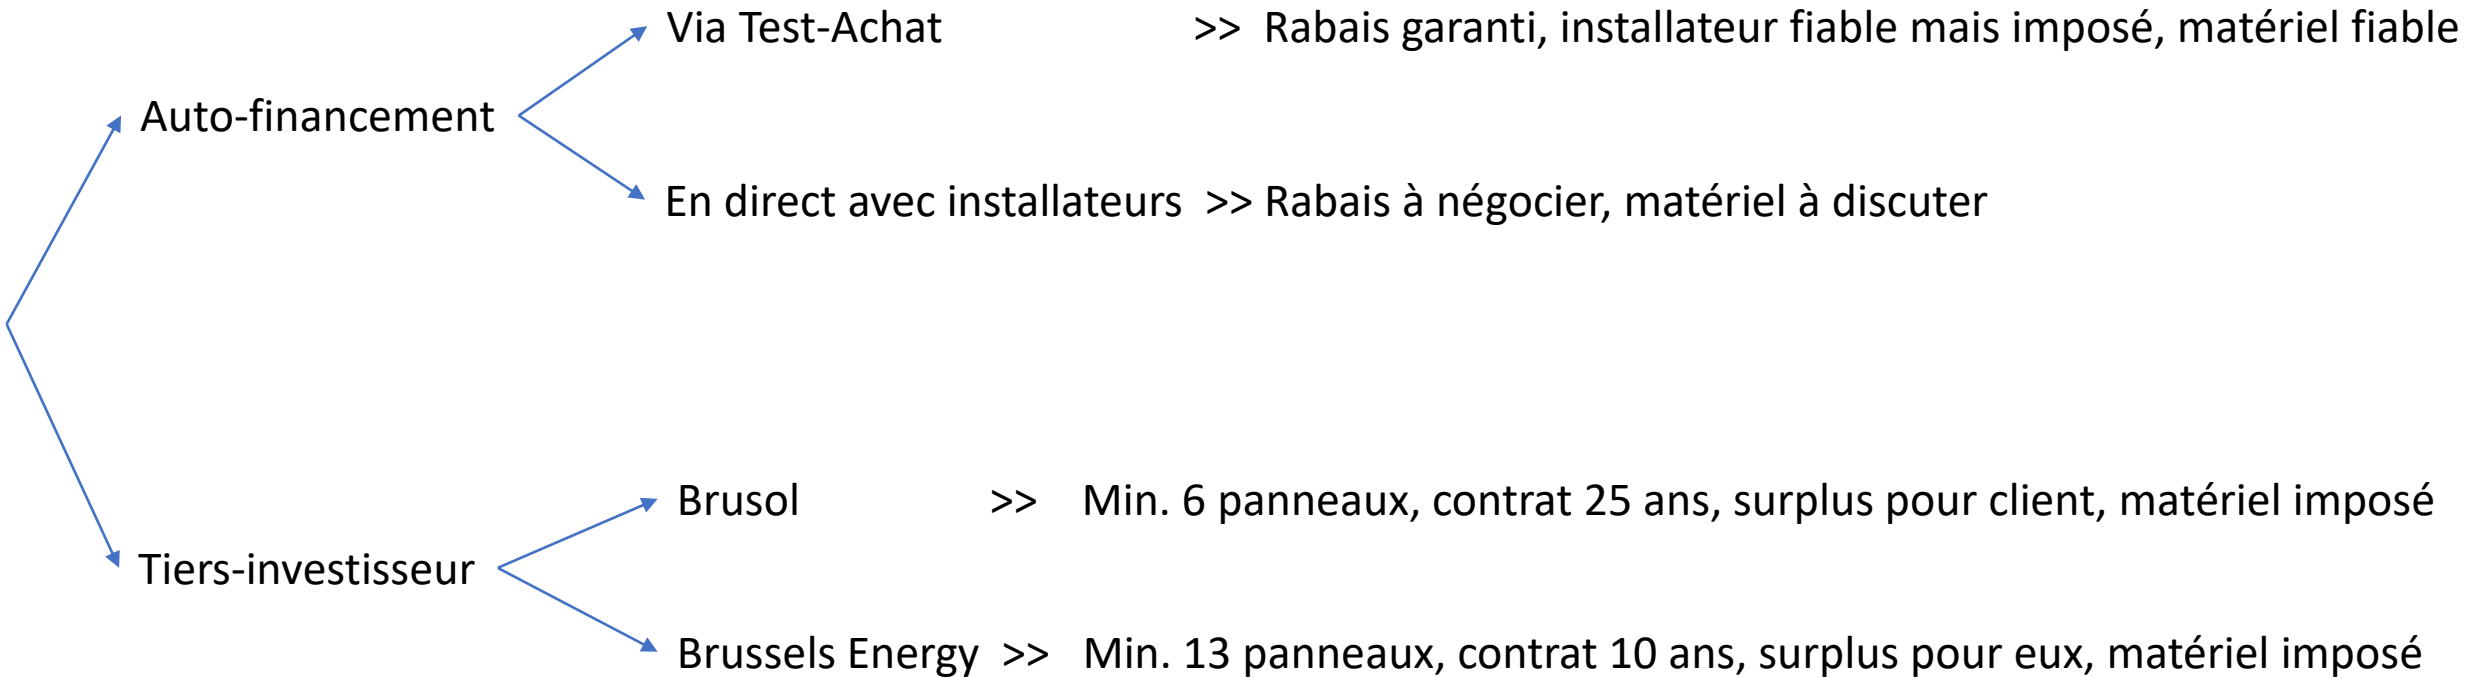 Via Test-Achat >> Rabais garanti, installateur fiable mais imposé, matériel fiable
Auto-financement
En direct avec installateurs >> Rabais à négocier, matériel à discuter
Brusol >> Min. 6 panneaux, contrat 25 ans, surplus pour client, matériel imposé
Tiers-investisseur
Brussels Energy >> Min. 13 panneaux, contrat 10 ans, surplus pour eux, matériel imposé